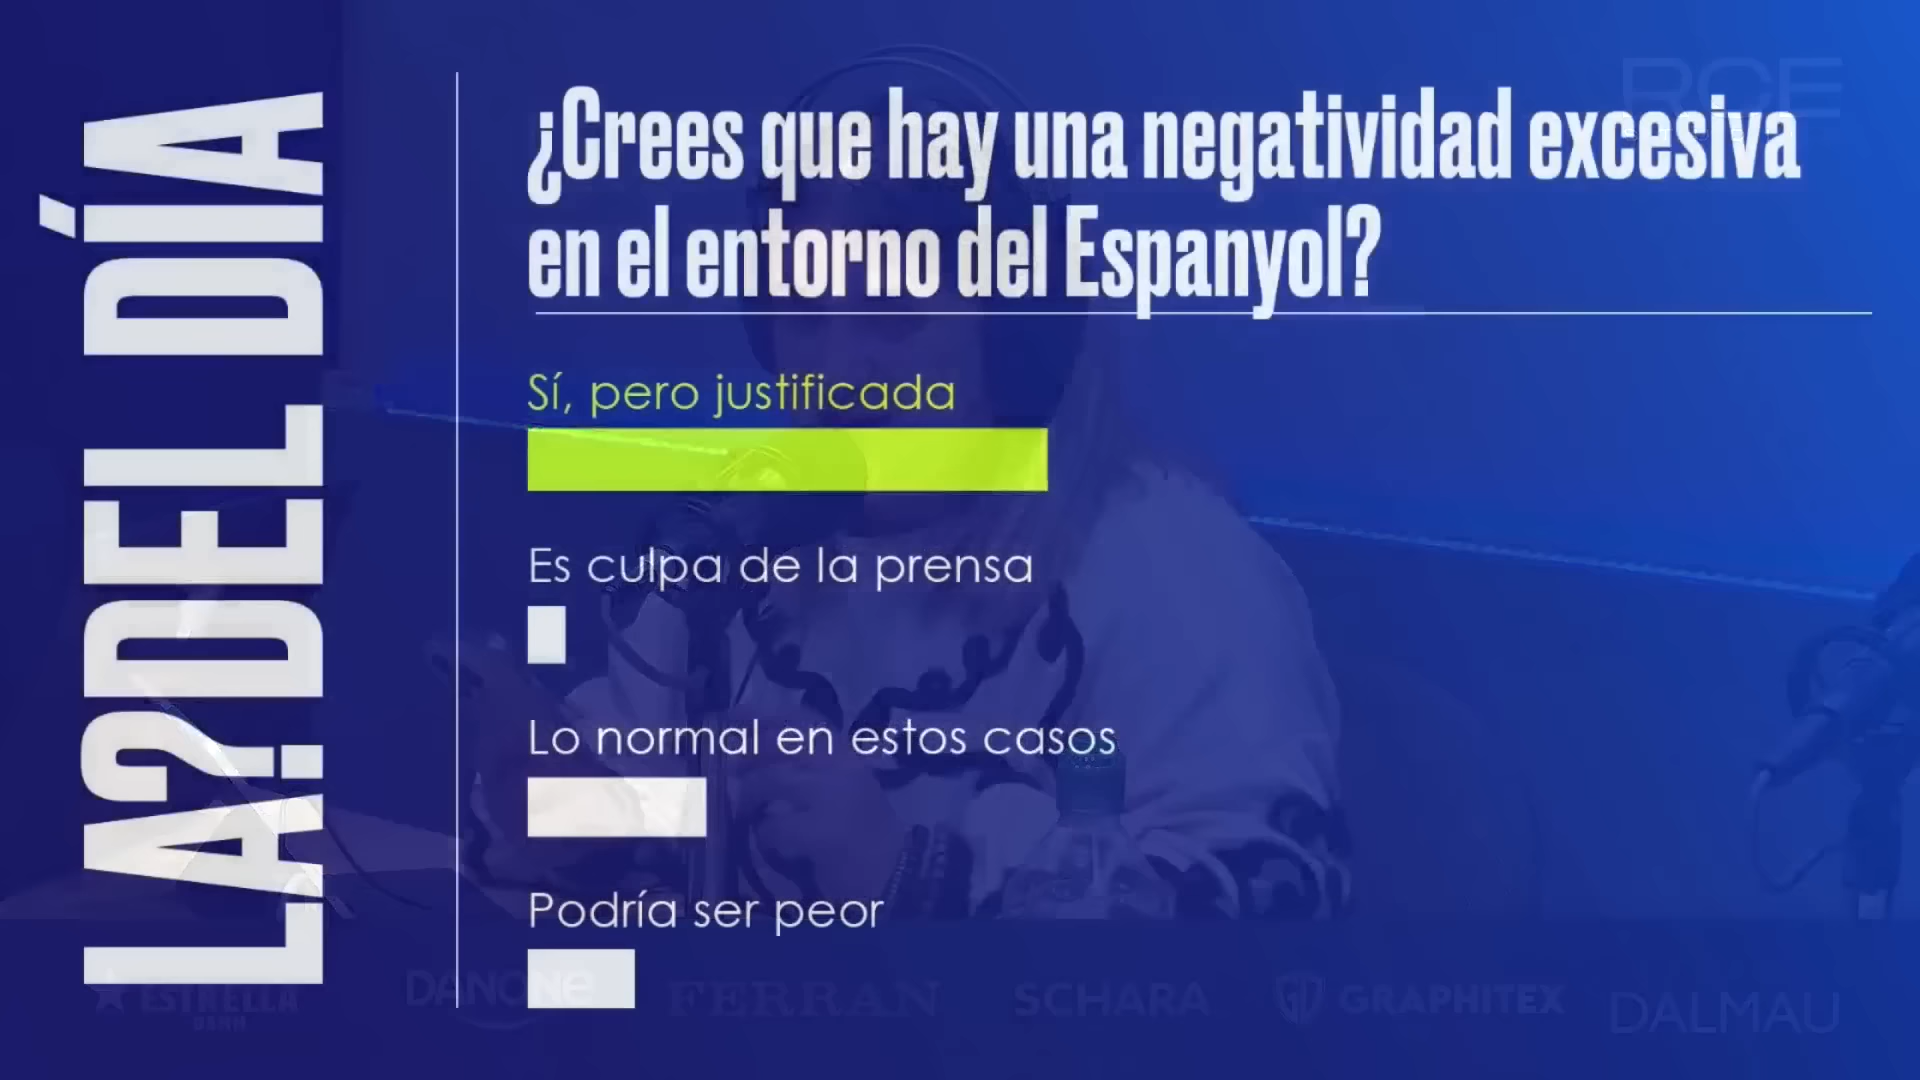 LA?DEL DÍA
RCE
¿Crees que hay una negatividad excesiva
en el entorno del Espanyol?
Sí, pero justificada
Es culpa de la prensa
Lo normal en estos casos
Podría ser peor
ESTRELLA
DAMM
DANONE
FERRAN
SCHARA
GRAPHITEX
DALMAU